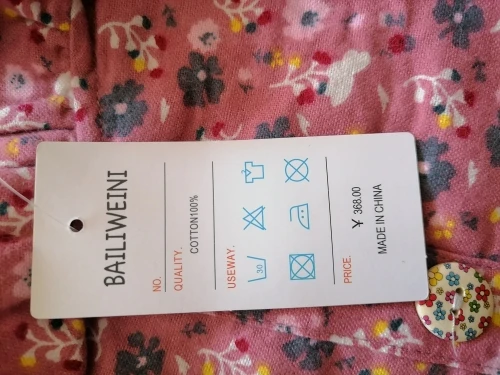 BAILIWEINI
NO.
QUALITY.
COTTON100%
USEWAY.
30
PRICE.
¥ 368.00
MADE IN CHINA